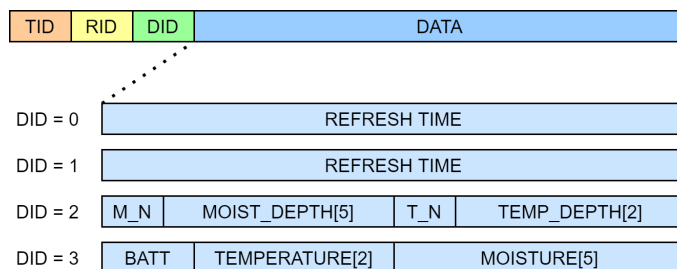 TID RID DID DATA
DID = 0 REFRESH TIME
DID = 1 REFRESH TIME
DID = 2 M_N MOIST_DEPTH[5] T_N TEMP_DEPTH[2]
DID = 3 BATT TEMPERATURE[2] MOISTURE[5]